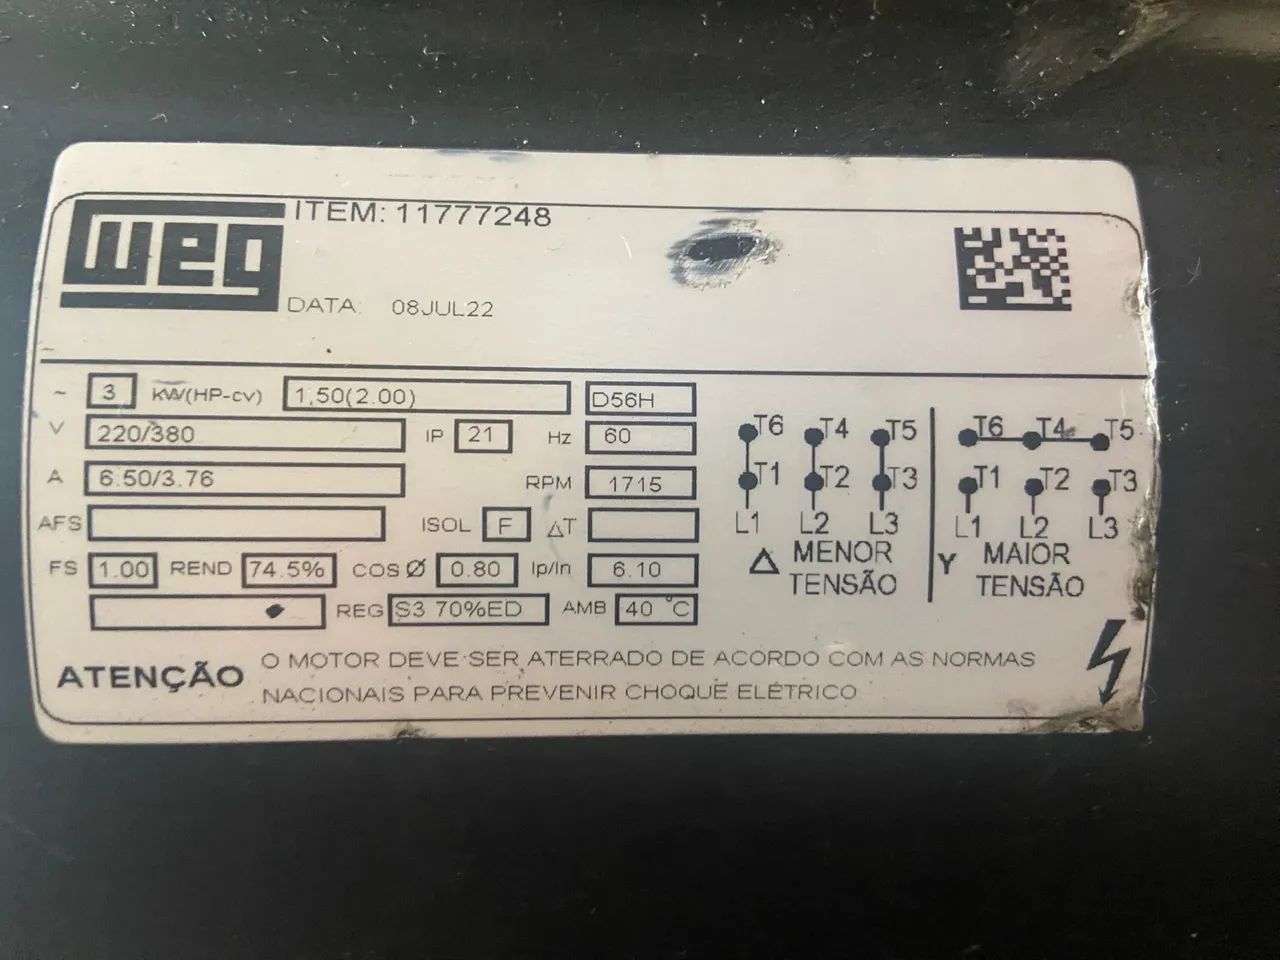 weg ITEM: 11777248
DATA: 08JUL22
~ 3 kW(HP-cv) 1,50(2.00) D56H
V 220/380 IP 21 Hz 60
A 6.50/3.76 RPM 1715
AFS ISOL F ΔT
FS 1.00 REND 74.5% COS Ø 0.80 Ip/In 6.10
REG S3 70%ED AMB 40 °C
T6 T4 T5
T1 T2 T3
L1 L2 L3
Δ MENOR
TENSÃO
T6 T4 T5
T1 T2 T3
L1 L2 L3
Y MAIOR
TENSÃO
ATENÇÃO O MOTOR DEVE SER ATERRADO DE ACORDO COM AS NORMAS
NACIONAIS PARA PREVENIR CHOQUE ELÉTRICO